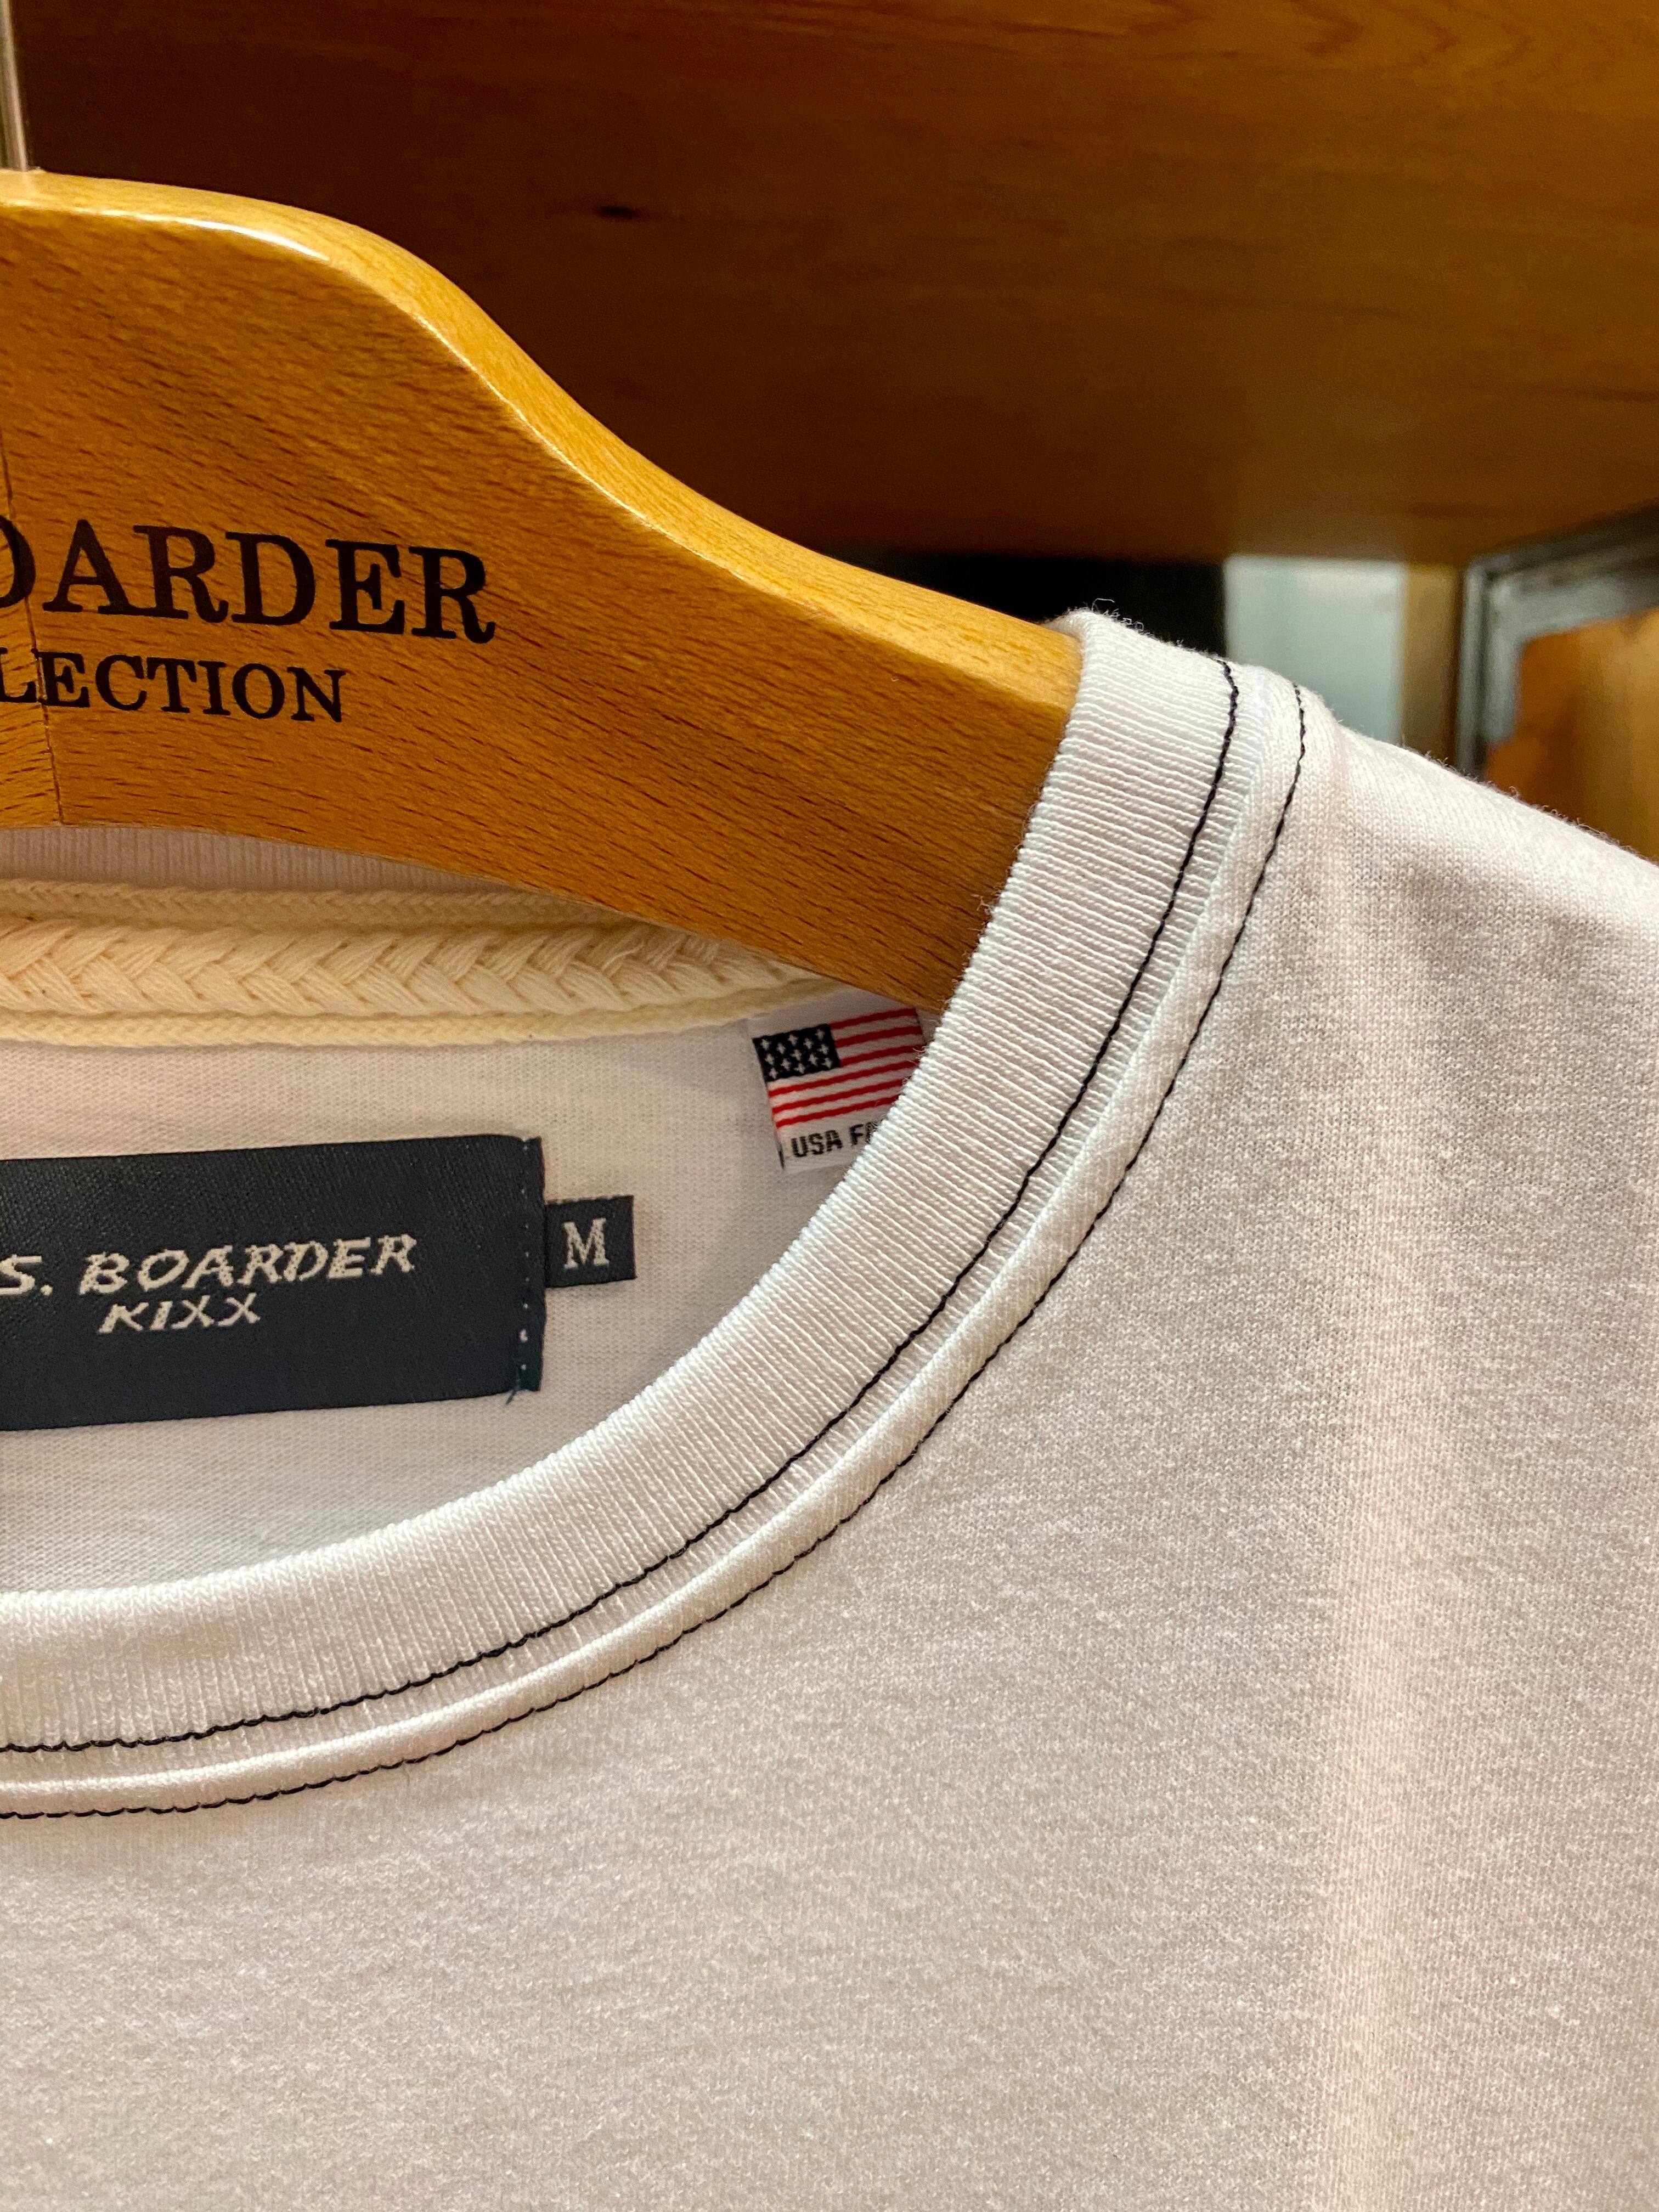 OARDER
LECTION
USA F
S. BOARDER
KIXX
M